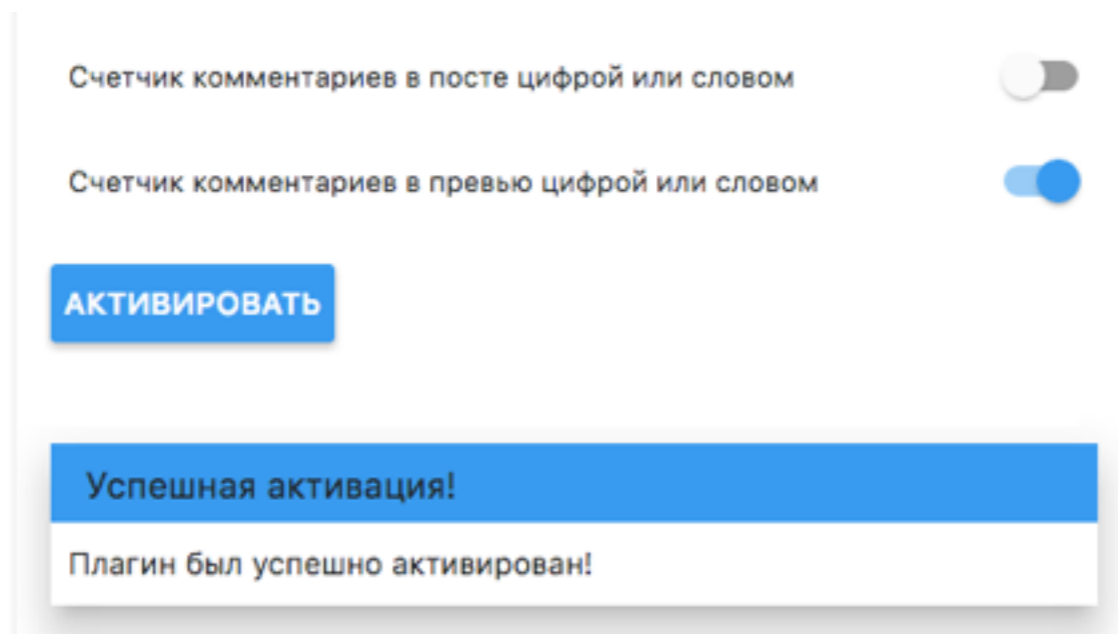 Счетчик комментариев в посте цифрой или словом
Счетчик комментариев в превью цифрой или словом
АКТИВИРОВАТЬ
Успешная активация!
Плагин был успешно активирован!